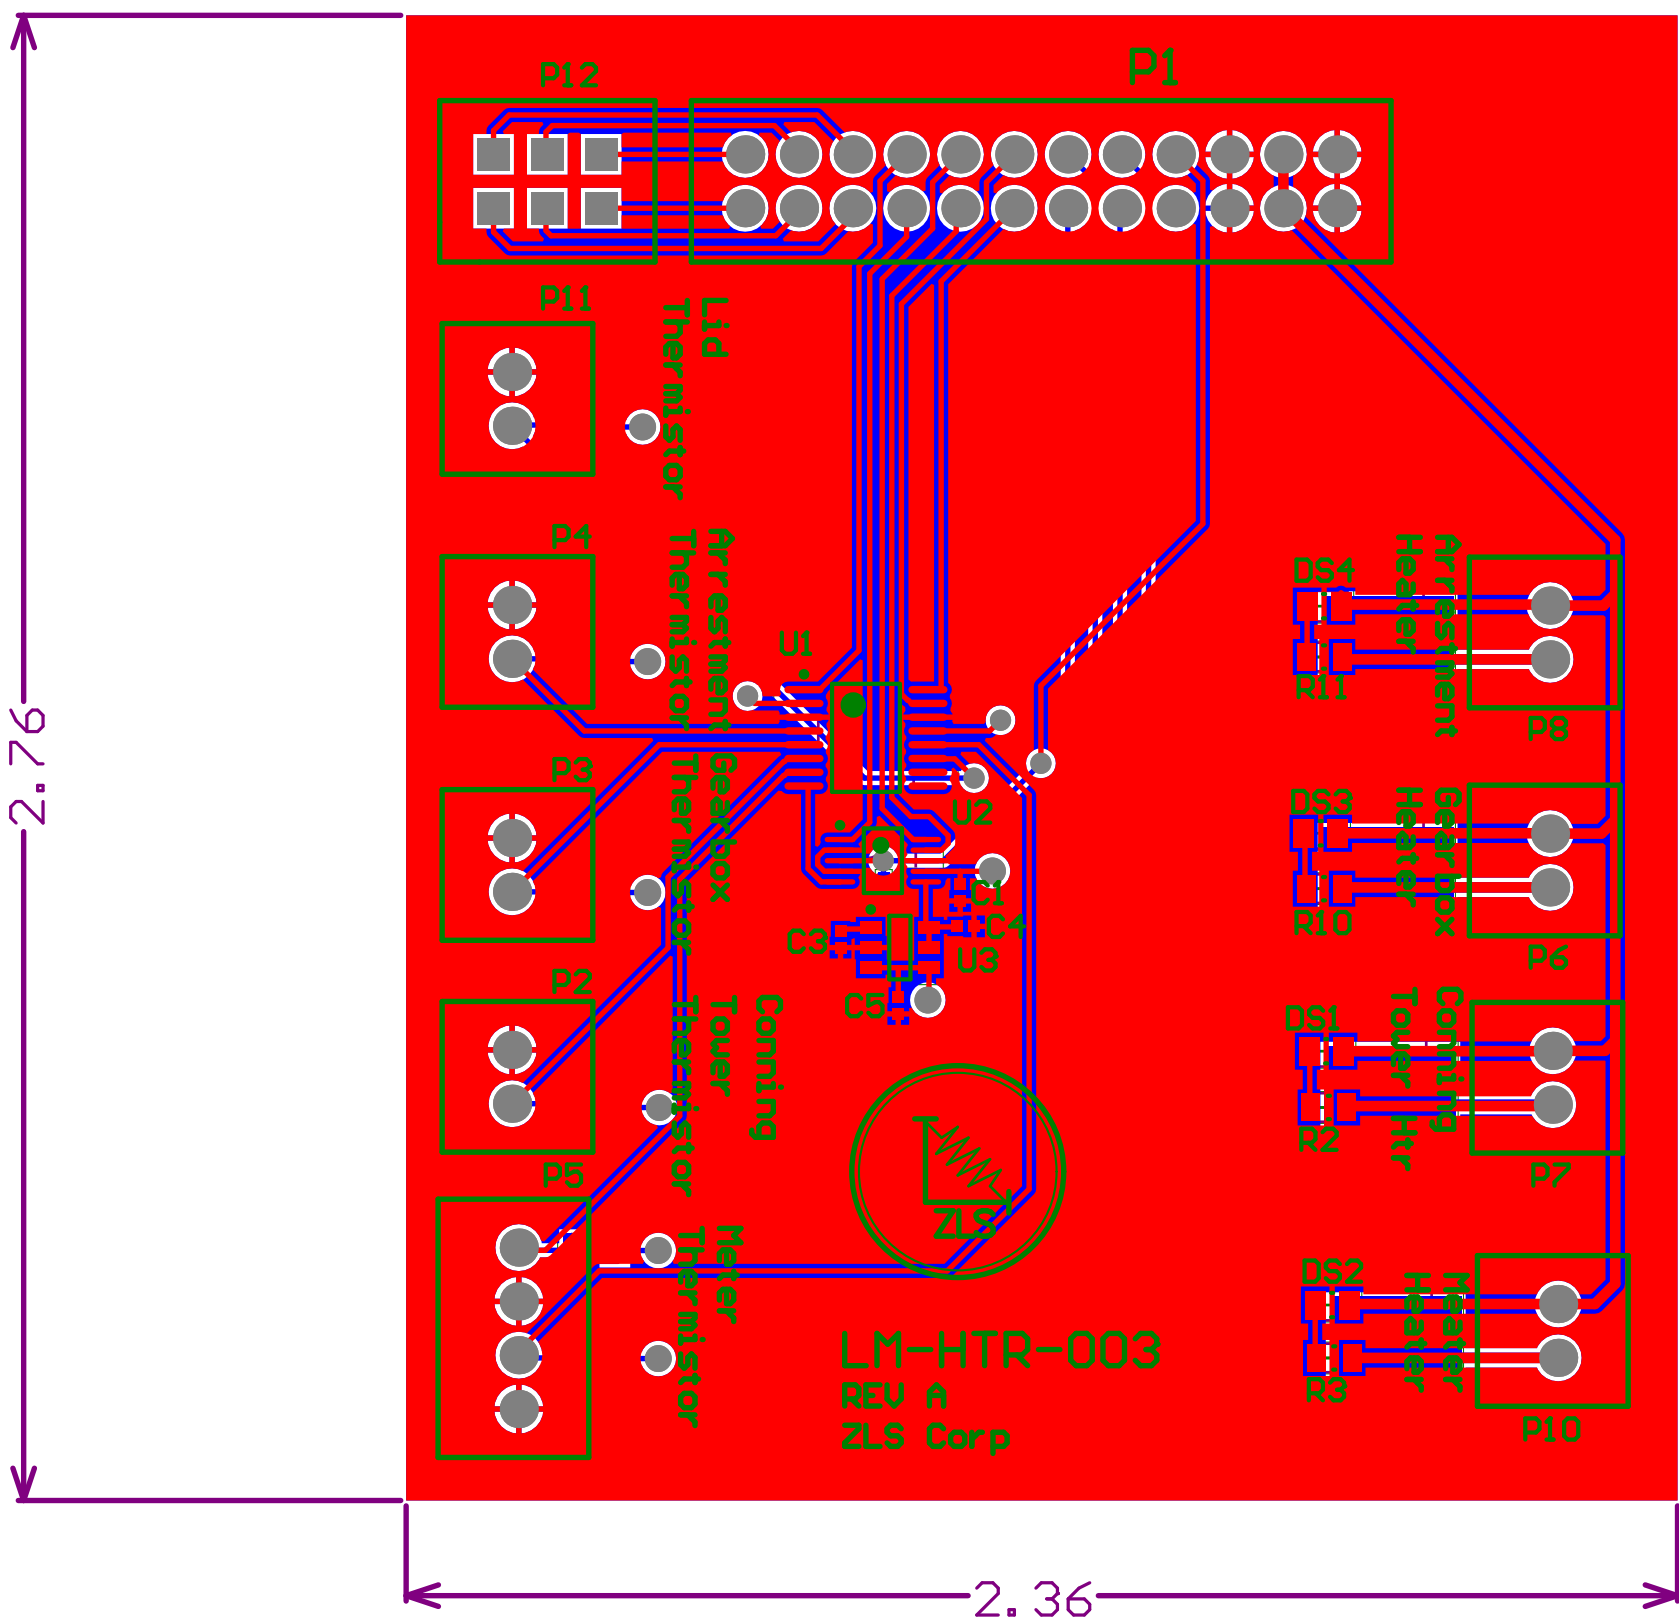 P12
P1
P11
Lid
Thermistor
P4
Arrestment Gearbox
Thermistor Thermistor
U1
DS4
Arrestment
Heater
R11
P8
2.76
P3
U2
DS3
Gearbox
Heater
R10
P6
C1
C4
C3
U3
C5
P2
Conning
Tower
Thermistor
DS1
Conning
Tower Htr
R2
P7
P5
ZLS
Meter
Thermistor
DS2
Meater
Heater
R3
P10
LM-HTR-003
REV A
ZLS Corp
2.36